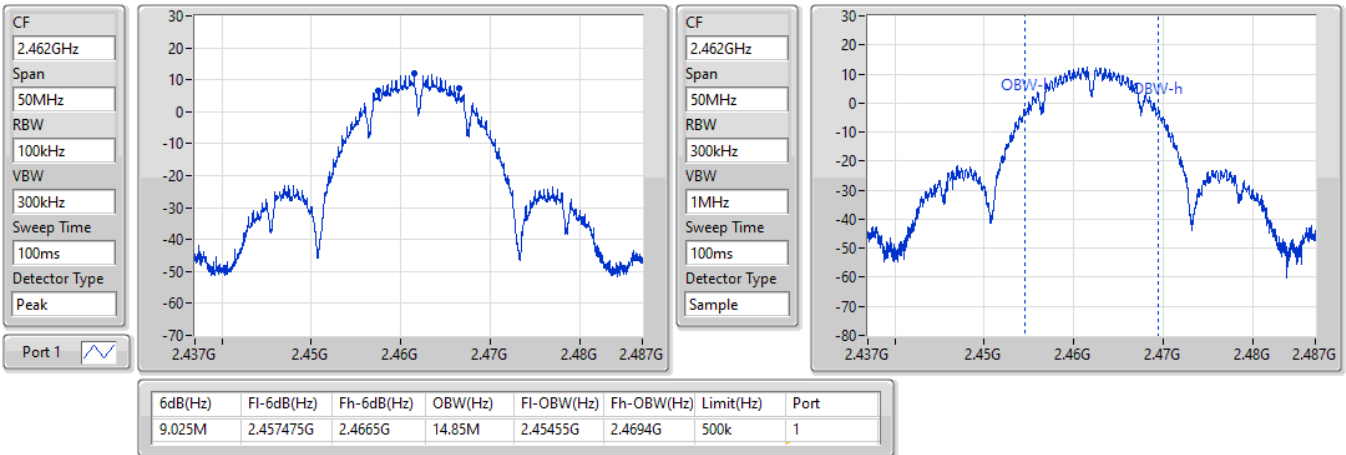 CF
2.462GHz
Span
50MHz
RBW
100kHz
VBW
300kHz
Sweep Time
100ms
Detector Type
Peak
Port 1
30
20
10
0
-10
-20
-30
-40
-50
-60
-70
2.437G 2.45G 2.46G 2.47G 2.48G 2.487G
CF
2.462GHz
Span
50MHz
RBW
300kHz
VBW
1MHz
Sweep Time
100ms
Detector Type
Sample
30
20
10
0
-10
-20
-30
-40
-50
-60
-70
-80
OBW-l OBW-h
2.437G 2.45G 2.46G 2.47G 2.48G 2.487G
6dB(Hz) Fl-6dB(Hz) Fh-6dB(Hz) OBW(Hz) Fl-OBW(Hz) Fh-OBW(Hz) Limit(Hz) Port
9.025M 2.457475G 2.4665G 14.85M 2.45455G 2.4694G 500k 1